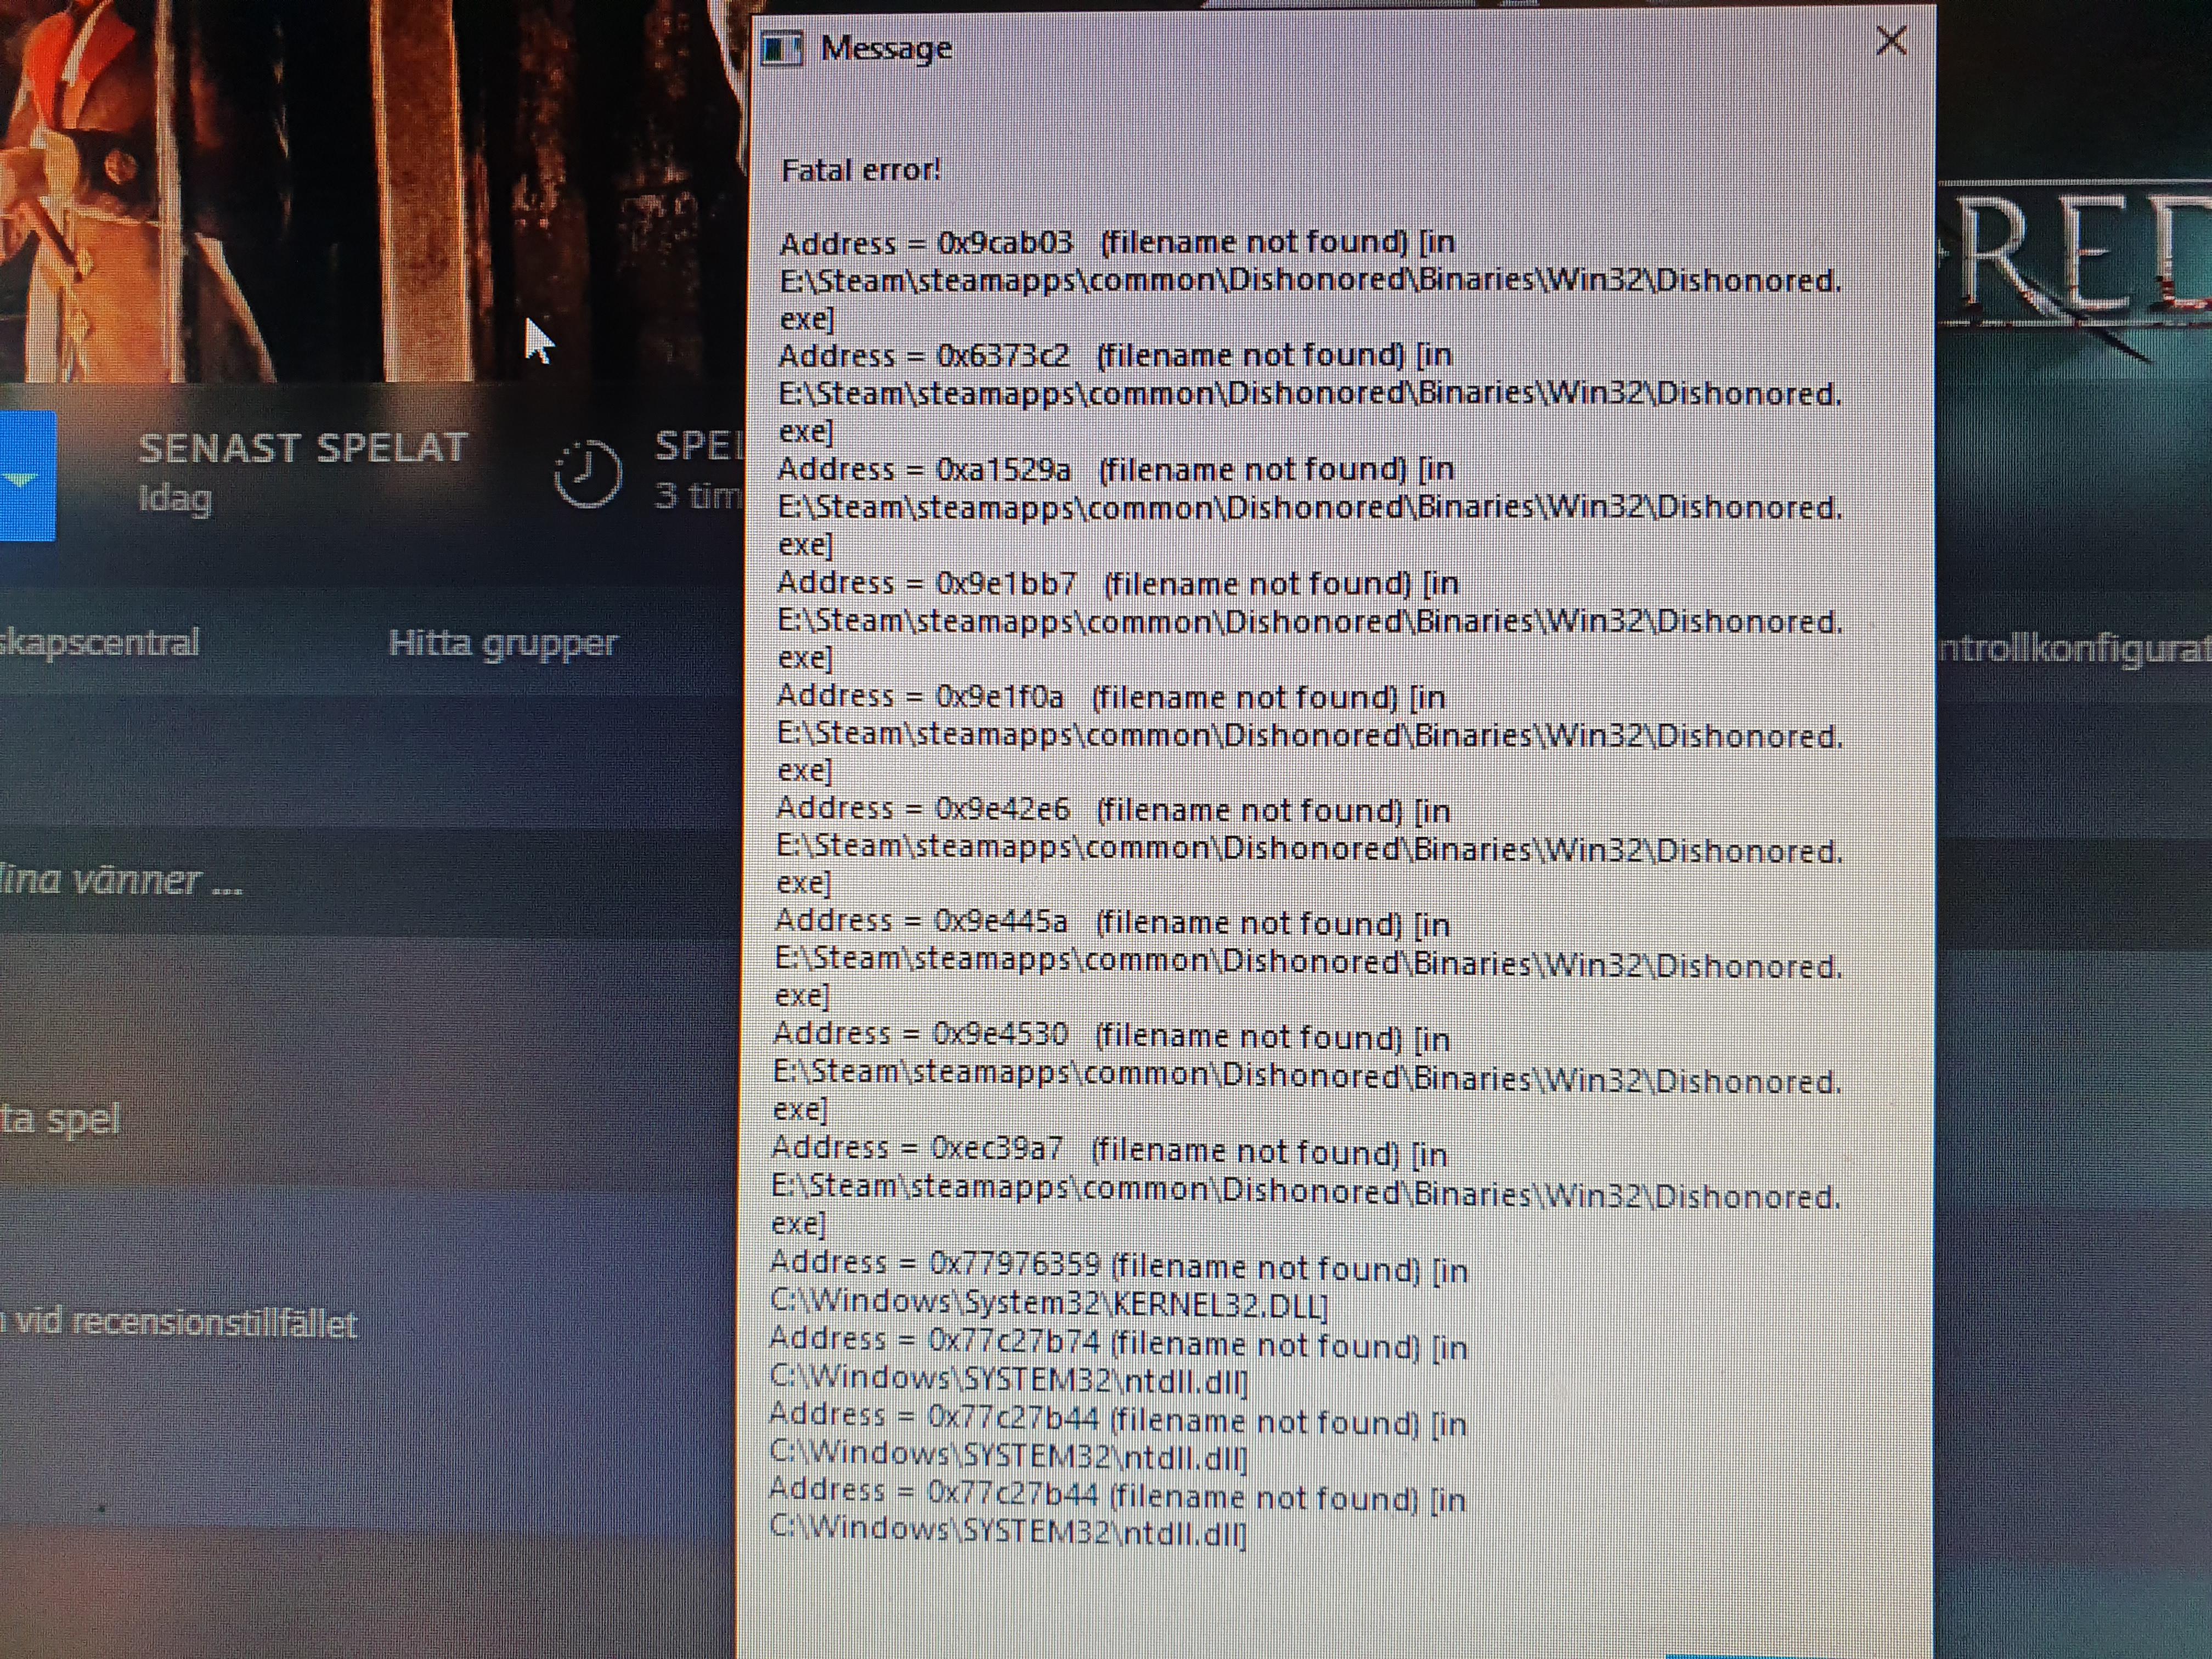 Message
Fatal error!
Address = 0x9cab03 (filename not found) [in
E:\Steam\steamapps\common\Dishonored\Binaries\Win32\Dishonored.
exe]
Address = 0x6373c2 (filename not found) [in
E:\Steam\steamapps\common\Dishonored\Binaries\Win32\Dishonored.
exe]
Address = 0xa1529a (filename not found) [in
E:\Steam\steamapps\common\Dishonored\Binaries\Win32\Dishonored.
exe]
Address = 0x9e1bb7 (filename not found) [in
E:\Steam\steamapps\common\Dishonored\Binaries\Win32\Dishonored.
exe]
Address = 0x9e1f0a (filename not found) [in
E:\Steam\steamapps\common\Dishonored\Binaries\Win32\Dishonored.
exe]
Address = 0x9e42e6 (filename not found) [in
E:\Steam\steamapps\common\Dishonored\Binaries\Win32\Dishonored.
exe]
Address = 0x9e445a (filename not found) [in
E:\Steam\steamapps\common\Dishonored\Binaries\Win32\Dishonored.
exe]
Address = 0x9e4530 (filename not found) [in
E:\Steam\steamapps\common\Dishonored\Binaries\Win32\Dishonored.
exe]
Address = 0xec39a7 (filename not found) [in
E:\Steam\steamapps\common\Dishonored\Binaries\Win32\Dishonored.
exe]
Address = 0x77976359 (filename not found) [in
C:\Windows\System32\KERNEL32.DLL]
Address = 0x77c27b74 (filename not found) [in
C:\Windows\SYSTEM32\ntdll.dll]
Address = 0x77c27b44 (filename not found) [in
C:\Windows\SYSTEM32\ntdll.dll]
Address = 0x77c27b44 (filename not found) [in
C:\Windows\SYSTEM32\ntdll.dll]
SENAST SPELAT
Idag
SPEL
3 tim
skapscentral
Hitta grupper
lina vänner ...
ta spel
vid recensionstillfället
RED
ntrollkonfigurat